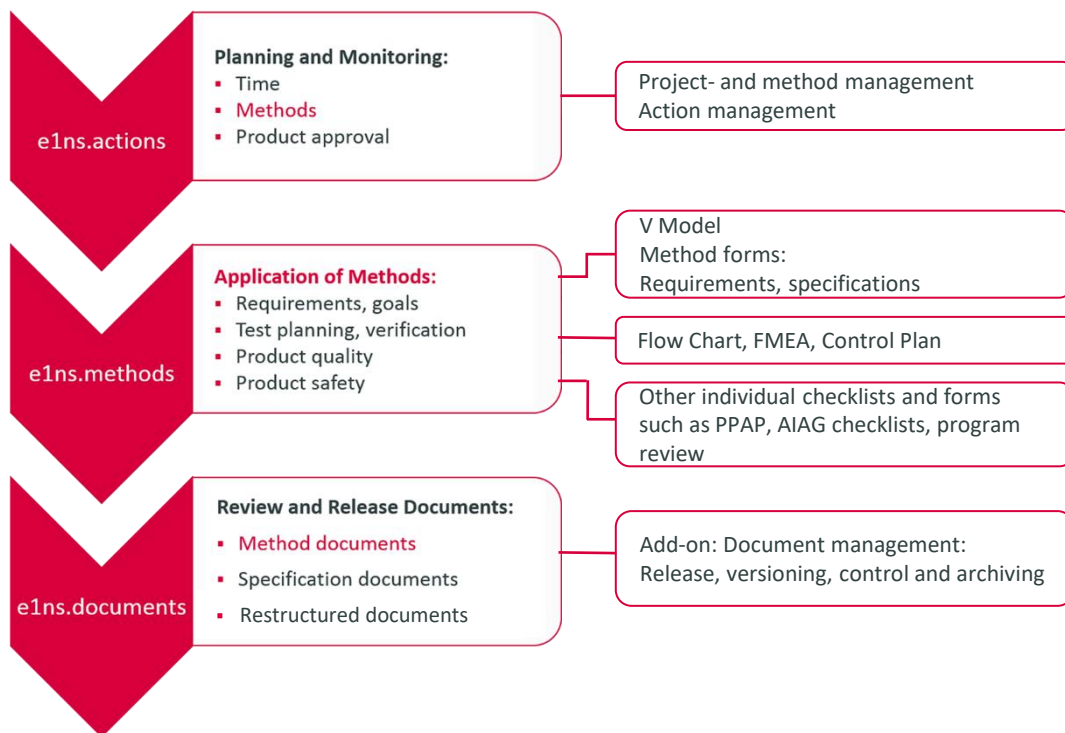 e1ns.actions
Planning and Monitoring:
▪ Time
▪ Methods
▪ Product approval
Project- and method management
Action management
e1ns.methods
Application of Methods:
▪ Requirements, goals
▪ Test planning, verification
▪ Product quality
▪ Product safety
V Model
Method forms:
Requirements, specifications
Flow Chart, FMEA, Control Plan
Other individual checklists and forms
such as PPAP, AIAG checklists, program
review
e1ns.documents
Review and Release Documents:
▪ Method documents
▪ Specification documents
▪ Restructured documents
Add-on: Document management:
Release, versioning, control and archiving